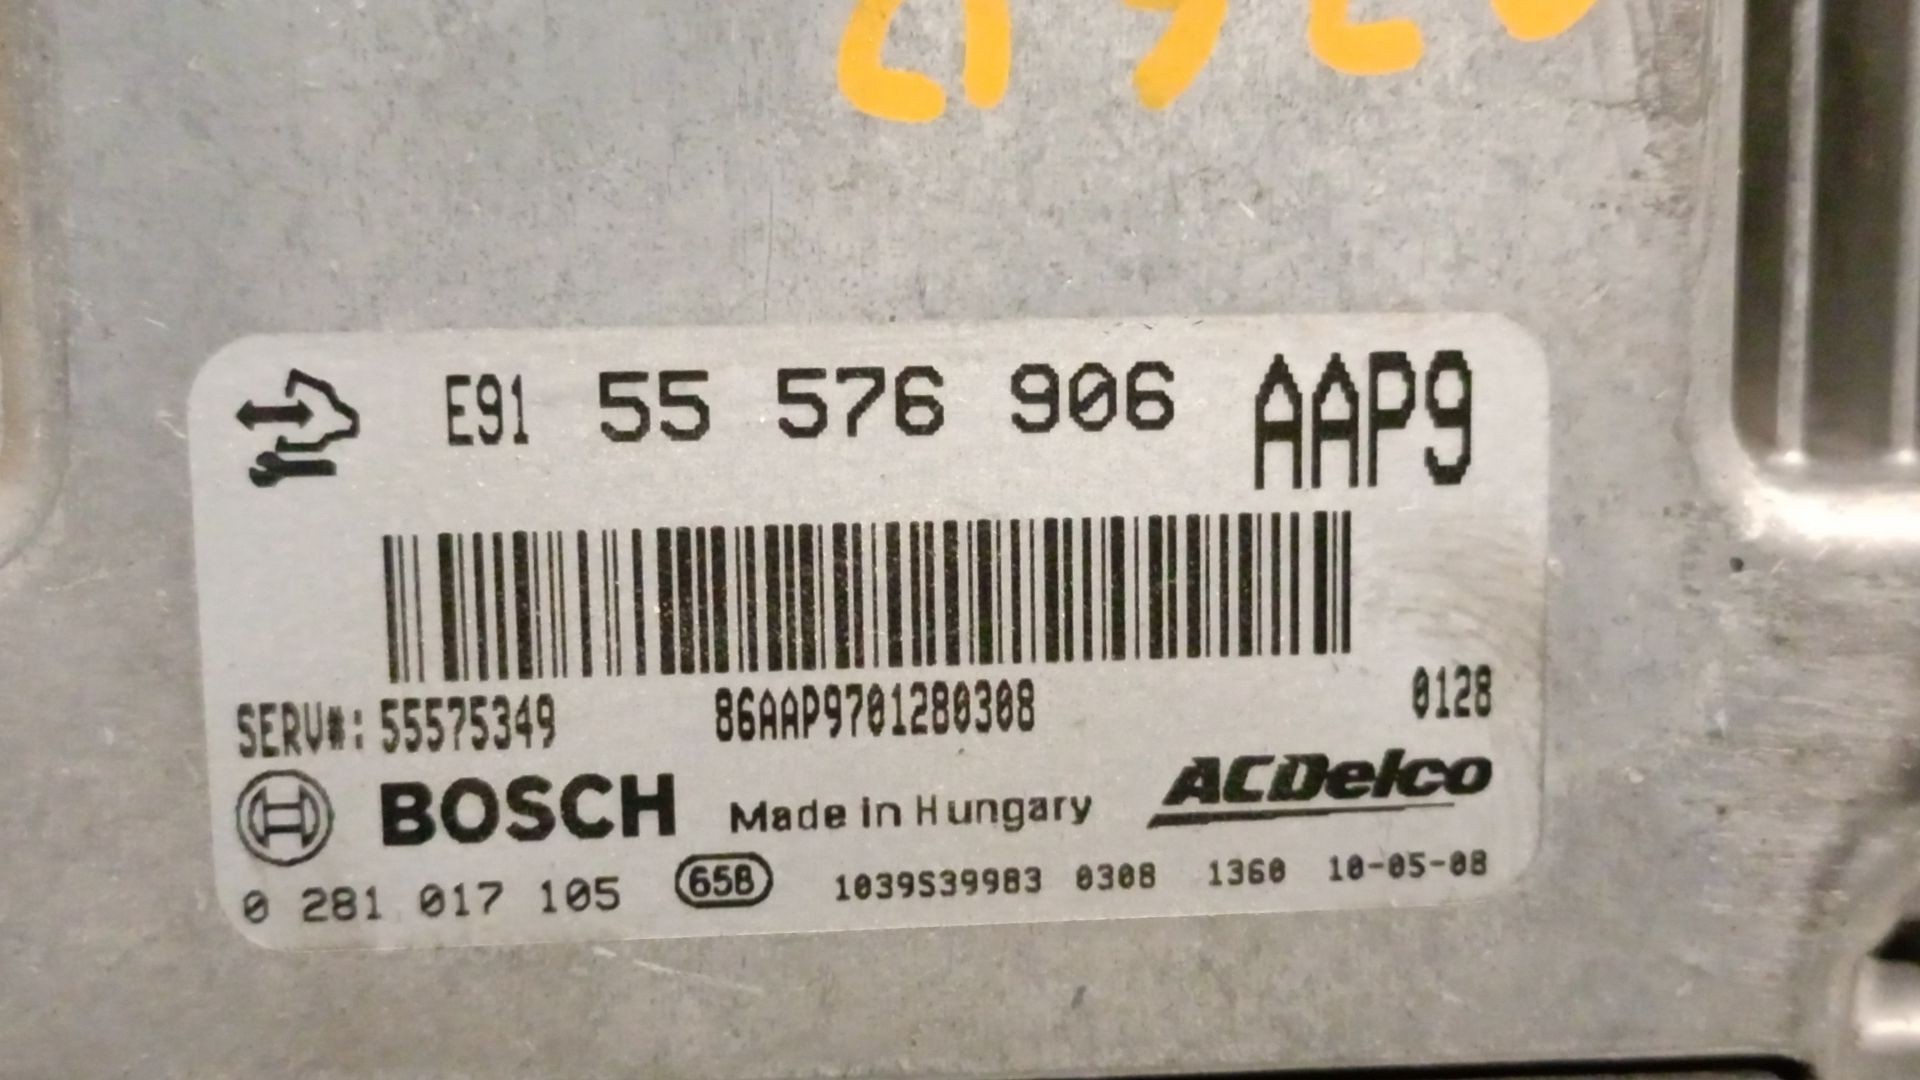 E91 55 576 906 AAP9
SERV#: 55575349 86AAP9701280308 0128
BOSCH Made in Hungary ACDelco
0 281 017 105 65B 1039S39983 0308 1360 10-05-08